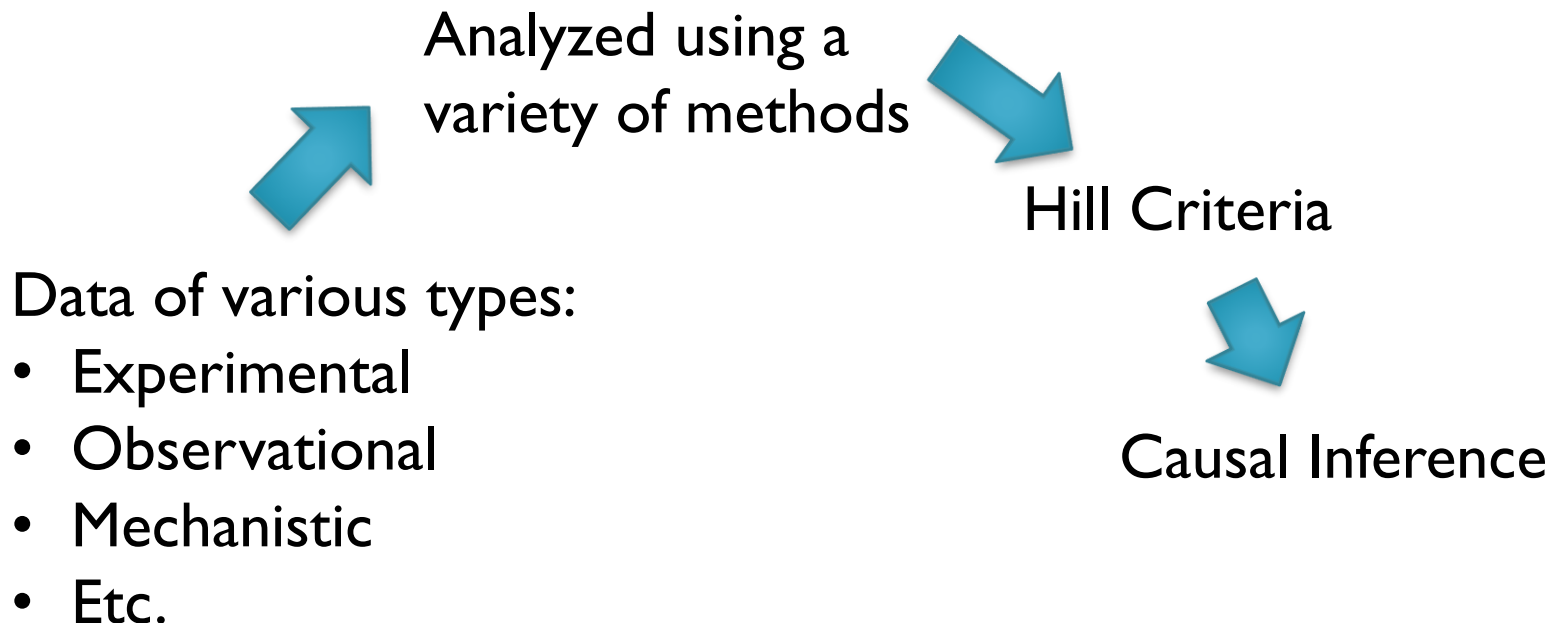 Analyzed using a
variety of methods
Hill Criteria
Data of various types:
• Experimental
• Observational
• Mechanistic
• Etc.
Causal Inference